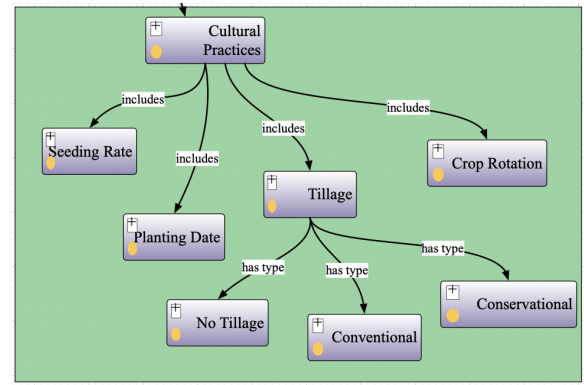 Cultural
Practices
includes
includes
includes
includes
Seeding Rate
Crop Rotation
Tillage
Planting Date
has type
has type
has type
No Tillage
Conventional
Conservational